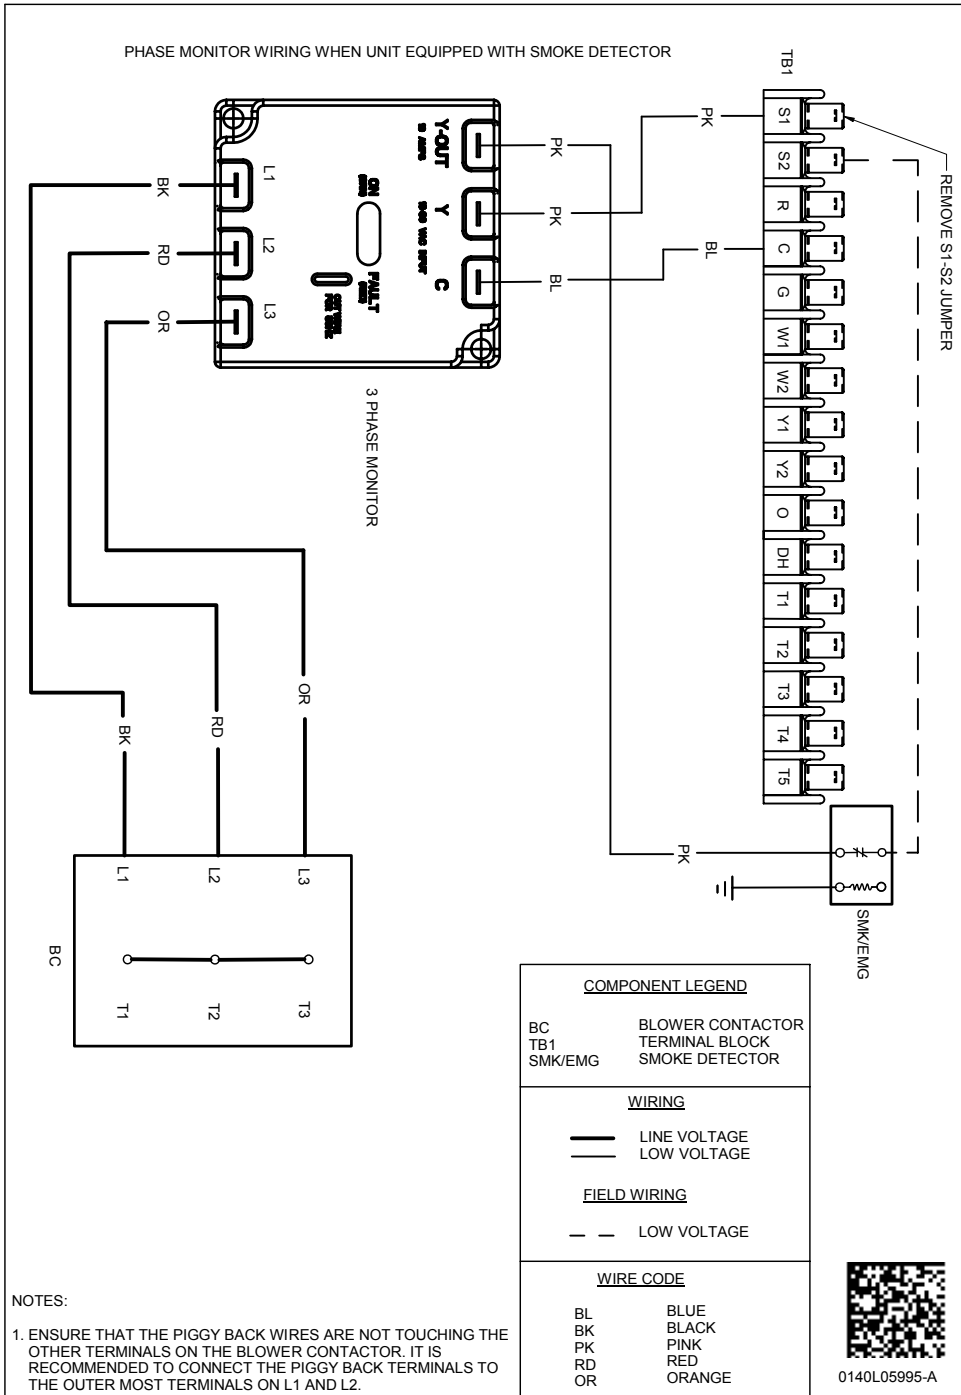 PHASE MONITOR WIRING WHEN UNIT EQUIPPED WITH SMOKE DETECTOR
TB1
S1
S2
R
C
G
W1
W2
Y1
Y2
O
DH
T1
T2
T3
T4
T5
REMOVE S1-S2 JUMPER
PK
PK
PK
BL
BL
Y-OUT
10 AMPS
Y
C
ON
FAULT
L1
L2
L3
BK
RD
OR
3 PHASE MONITOR
OR
RD
BK
PK
SMK/EMG
L1
L2
L3
BC
T1
T2
T3
COMPONENT LEGEND
BC BLOWER CONTACTOR
TB1 TERMINAL BLOCK
SMK/EMG SMOKE DETECTOR
WIRING
LINE VOLTAGE
LOW VOLTAGE
FIELD WIRING
LOW VOLTAGE
WIRE CODE
BL BLUE
BK BLACK
PK PINK
RD RED
OR ORANGE
NOTES:
1. ENSURE THAT THE PIGGY BACK WIRES ARE NOT TOUCHING THE
OTHER TERMINALS ON THE BLOWER CONTACTOR. IT IS
RECOMMENDED TO CONNECT THE PIGGY BACK TERMINALS TO
THE OUTER MOST TERMINALS ON L1 AND L2.
0140L05995-A